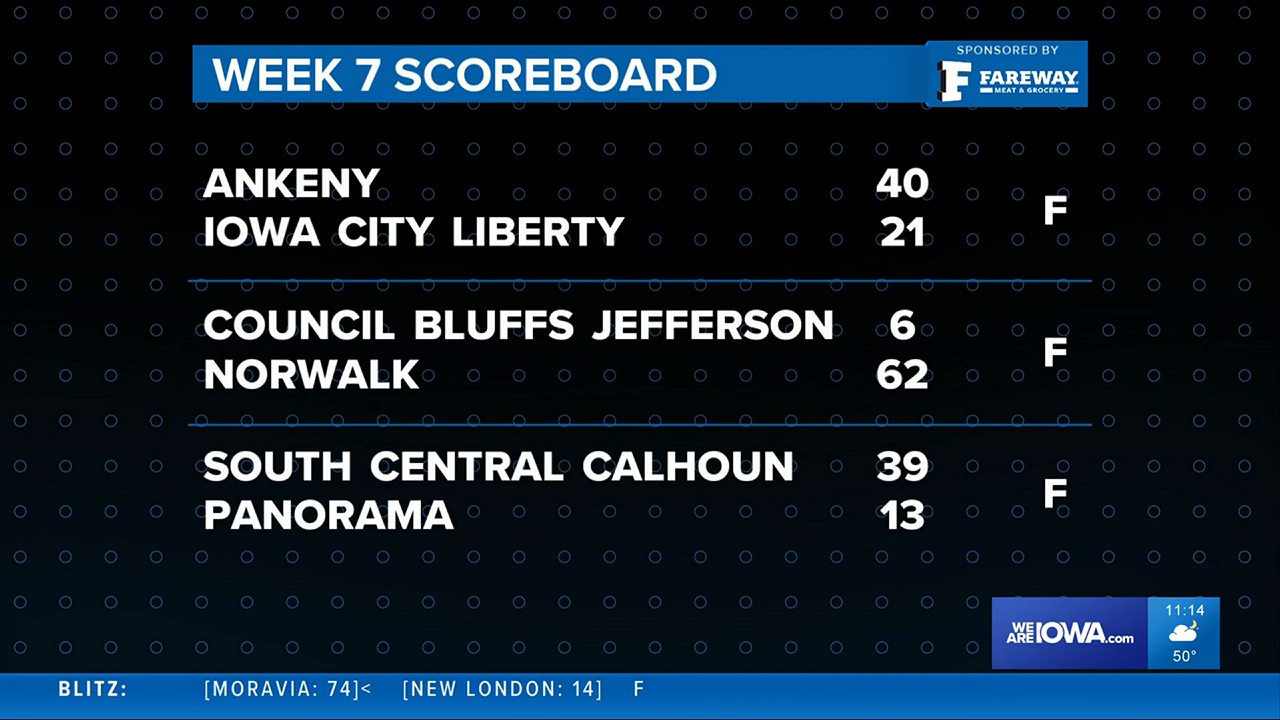 WEEK 7 SCOREBOARD
SPONSORED BY
FAREWAY
MEAT & GROCERY
ANKENY 40
IOWA CITY LIBERTY 21
F
COUNCIL BLUFFS JEFFERSON 6
NORWALK 62
F
SOUTH CENTRAL CALHOUN 39
PANORAMA 13
F
WE ARE IOWA.com
11:14
50°
BLITZ: [MORAVIA: 74]< [NEW LONDON: 14] F